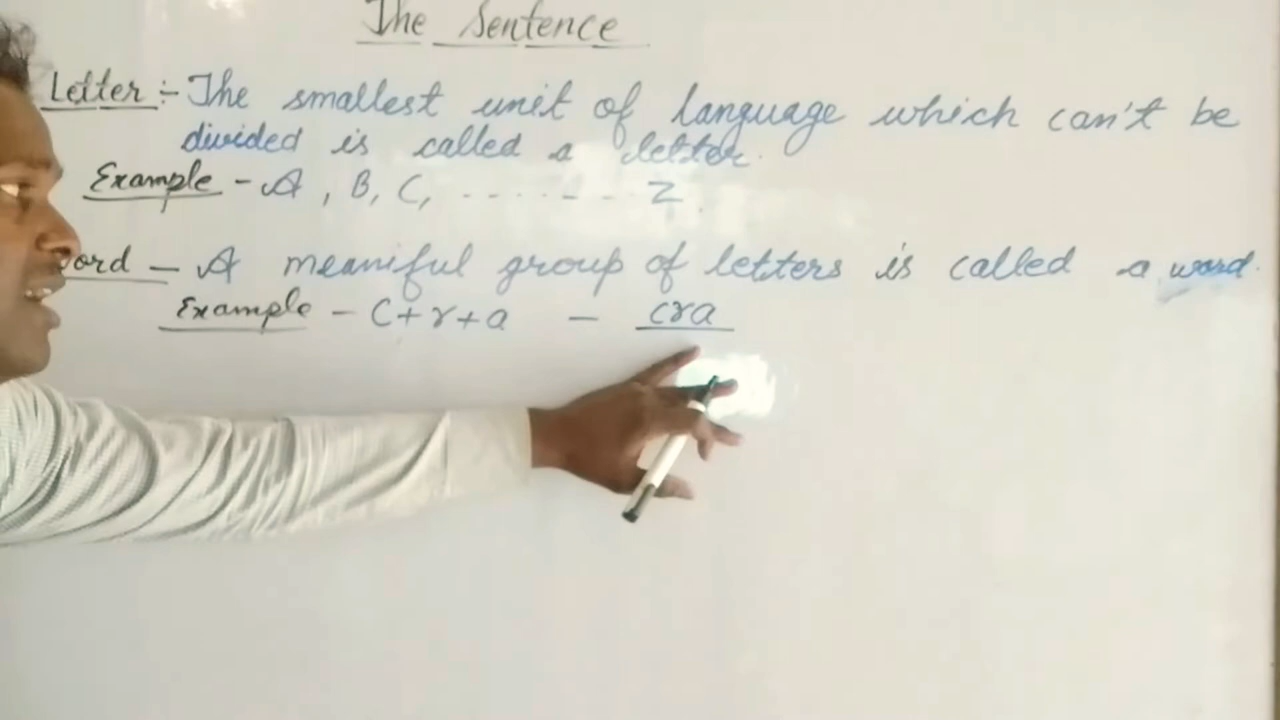 The Sentence
Letter :- The smallest unit of language which can't be
divided is called a letter.
Example - A, B, C, ........ Z.
ord - A meaniful group of letters is called a word.
Example - C+r+a - cra